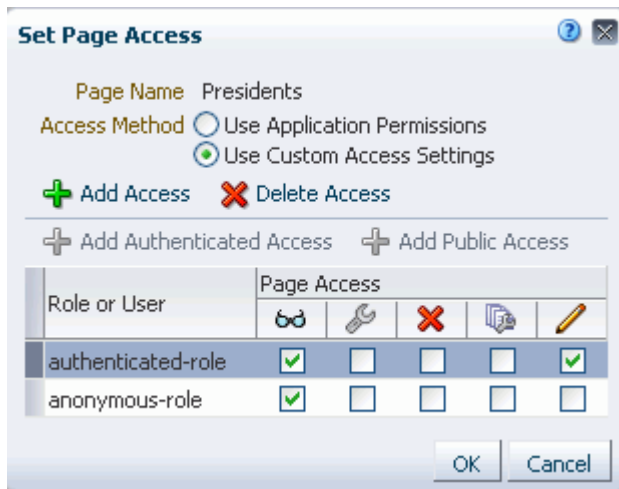 Set Page Access
Page Name Presidents
Access Method Use Application Permissions
Use Custom Access Settings
Add Access Delete Access
Add Authenticated Access Add Public Access
Role or User Page Access
authenticated-role
anonymous-role
OK Cancel